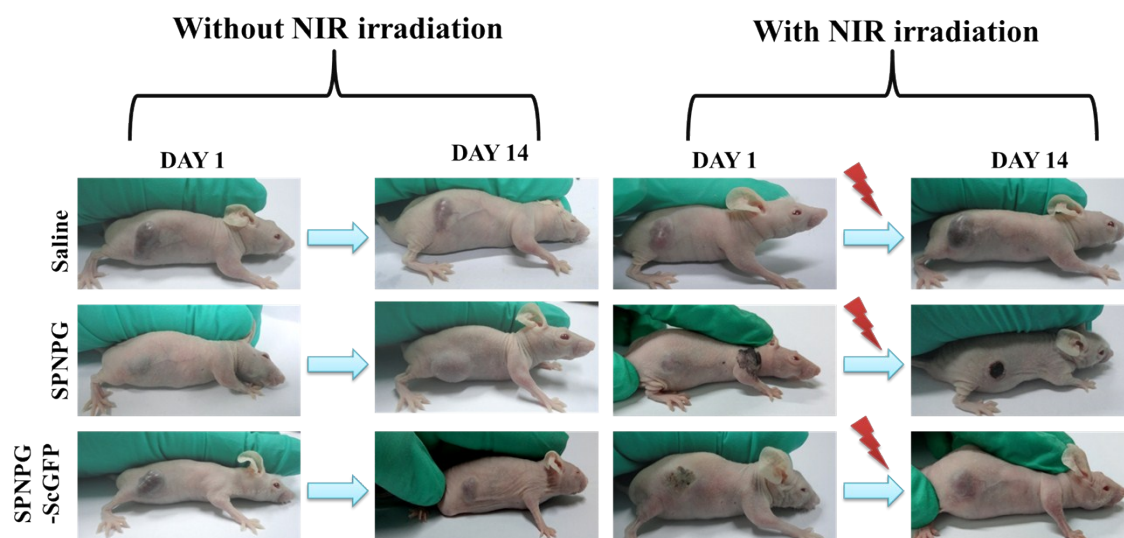 Without NIR irradiation
With NIR irradiation
DAY 1
DAY 14
DAY 1
DAY 14
Saline
SPNPG
SPNPG
-ScGFP